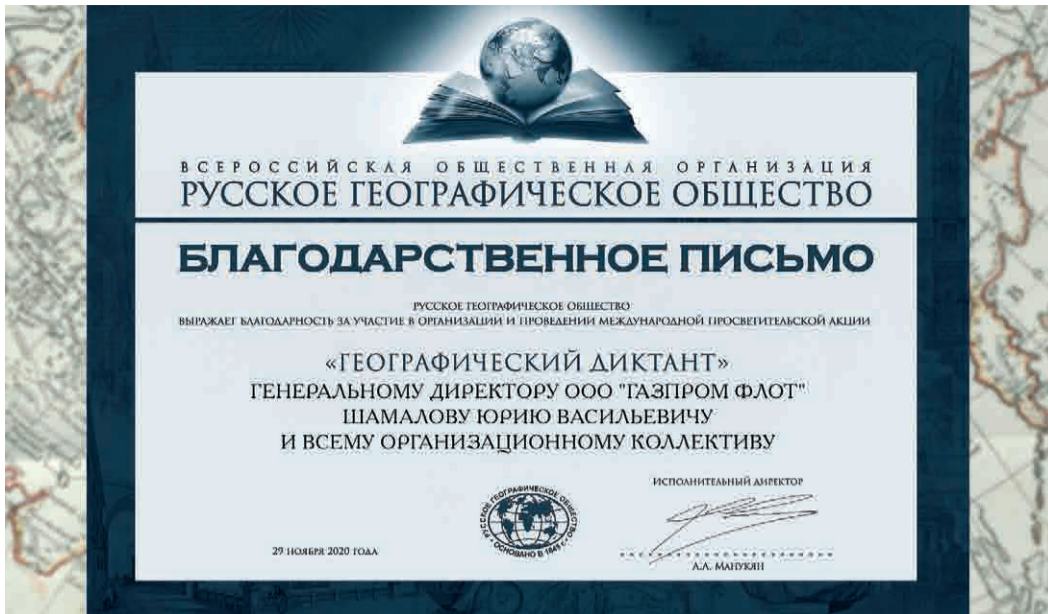 ВСЕРОССИЙСКАЯ ОБЩЕСТВЕННАЯ ОРГАНИЗАЦИЯ
РУССКОЕ ГЕОГРАФИЧЕСКОЕ ОБЩЕСТВО
БЛАГОДАРСТВЕННОЕ ПИСЬМО
РУССКОЕ ГЕОГРАФИЧЕСКОЕ ОБЩЕСТВО
ВЫРАЖАЕТ БЛАГОДАРНОСТЬ ЗА УЧАСТИЕ В ОРГАНИЗАЦИИ И ПРОВЕДЕНИИ МЕЖДУНАРОДНОЙ ПРОСВЕТИТЕЛЬСКОЙ АКЦИИ
«ГЕОГРАФИЧЕСКИЙ ДИКТАНТ»
ГЕНЕРАЛЬНОМУ ДИРЕКТОРУ ООО "ГАЗПРОМ ФЛОТ"
ШАМАЛОВУ ЮРИЮ ВАСИЛЬЕВИЧУ
И ВСЕМУ ОРГАНИЗАЦИОННОМУ КОЛЛЕКТИВУ
ИСПОЛНИТЕЛЬНЫЙ ДИРЕКТОР
РУССКОЕ ГЕОГРАФИЧЕСКОЕ ОБЩЕСТВО
ОСНОВАНО В 1845 г.
29 НОЯБРЯ 2020 ГОДА
А.А. МАНУКЯН